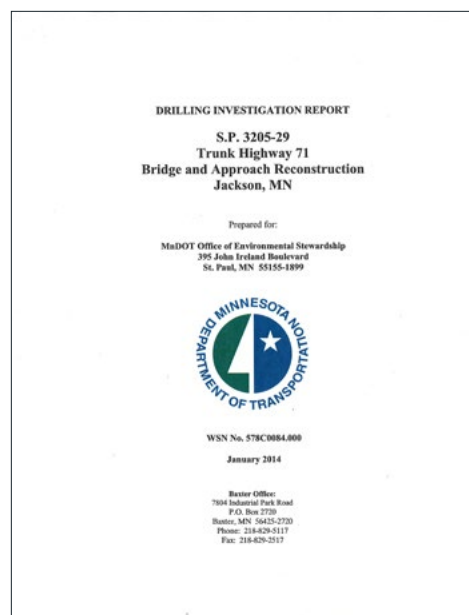 DRILLING INVESTIGATION REPORT
S.P. 3205-29
Trunk Highway 71
Bridge and Approach Reconstruction
Jackson, MN
Prepared for:
MnDOT Office of Environmental Stewardship
395 John Ireland Boulevard
St. Paul, MN 55155-1899
MINNESOTA DEPARTMENT OF TRANSPORTATION
WSN No. 578C0084.000
January 2014
Baxter Office:
7804 Industrial Park Road
P.O. Box 2720
Baxter, MN 56425-2720
Phone: 218-829-5117
Fax: 218-829-2517